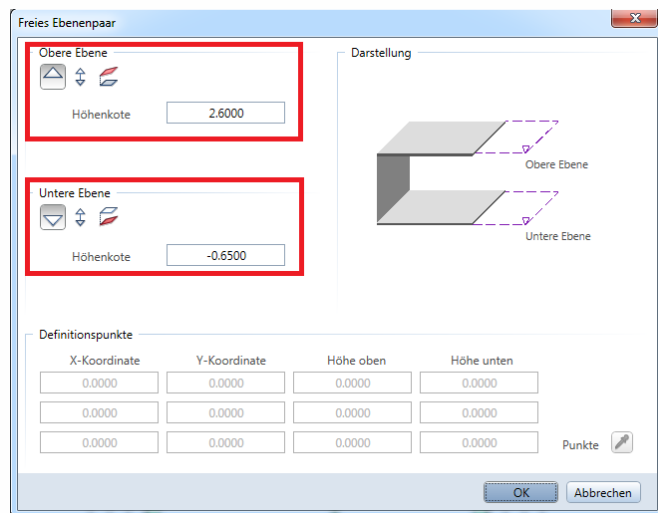 Freies Ebenenpaar
Obere Ebene
Höhenkote 2.6000
Darstellung
Obere Ebene
Untere Ebene
Untere Ebene
Höhenkote -0.6500
Definitionspunkte
X-Koordinate Y-Koordinate Höhe oben Höhe unten
0.0000 0.0000 0.0000 0.0000
0.0000 0.0000 0.0000 0.0000
0.0000 0.0000 0.0000 0.0000 Punkte
OK Abbrechen